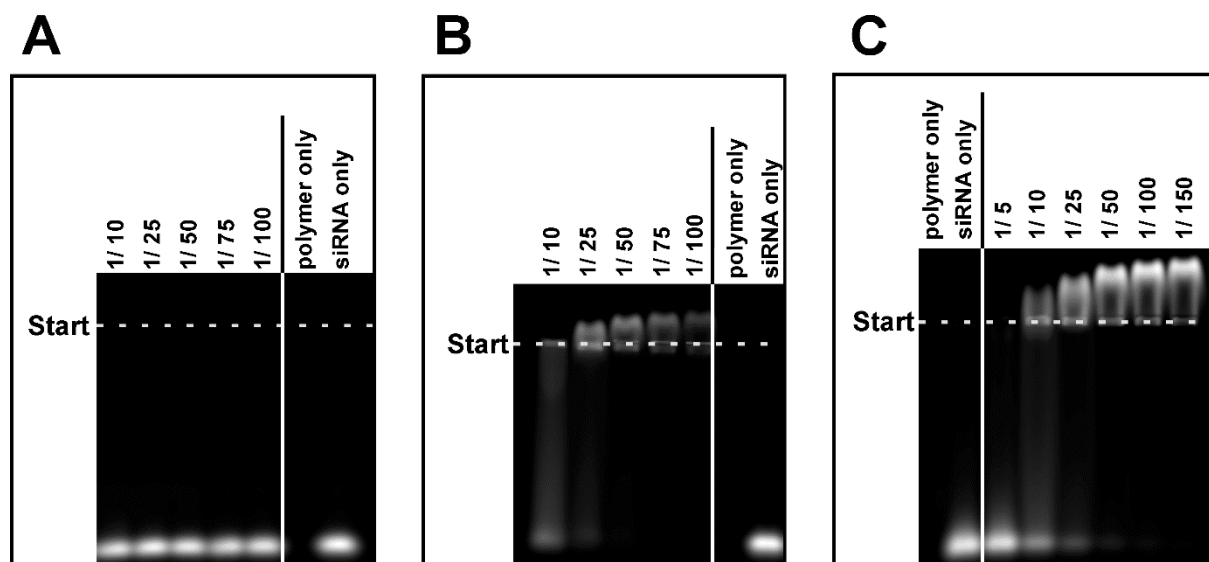 A
1/ 10
1/ 25
1/ 50
1/ 75
1/ 100
polymer only
siRNA only
Start
B
1/ 10
1/ 25
1/ 50
1/ 75
1/ 100
polymer only
siRNA only
Start
C
polymer only
siRNA only
1/ 5
1/ 10
1/ 25
1/ 50
1/ 100
1/ 150
Start